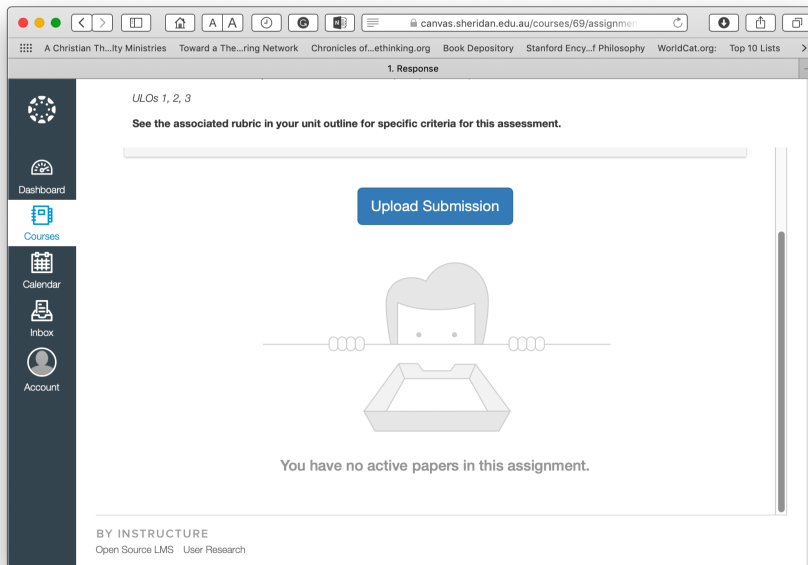 A A
G
N
canvas.sheridan.edu.au/courses/69/assignmen
A Christian Th...lty Ministries Toward a The...ring Network Chronicles of...ethinking.org Book Depository Stanford Ency...f Philosophy WorldCat.org: Top 10 Lists
1. Response
ULOs 1, 2, 3
See the associated rubric in your unit outline for specific criteria for this assessment.
Upload Submission
Dashboard
Courses
Calendar
Inbox
Account
You have no active papers in this assignment.
BY INSTRUCTURE
Open Source LMS User Research